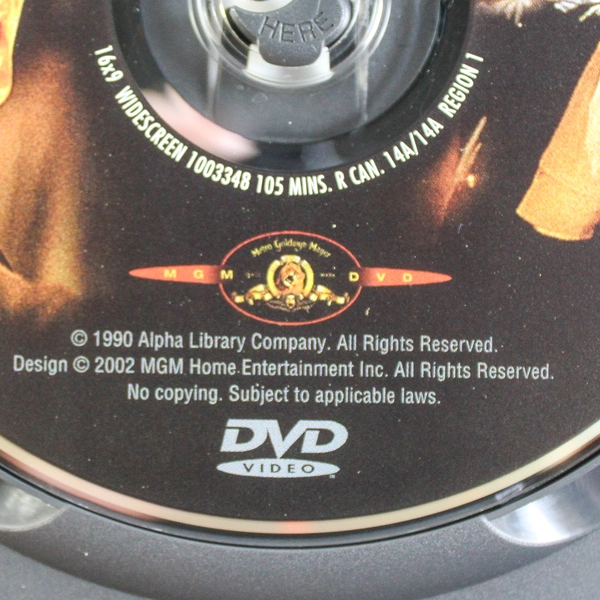 HERE
16x9 WIDESCREEN 1003348 105 MINS. R CAN. 14A/14A REGION 1
Metro Goldwyn Mayer
MGM DVD
© 1990 Alpha Library Company. All Rights Reserved.
Design © 2002 MGM Home Entertainment Inc. All Rights Reserved.
No copying. Subject to applicable laws.
DVD
VIDEO